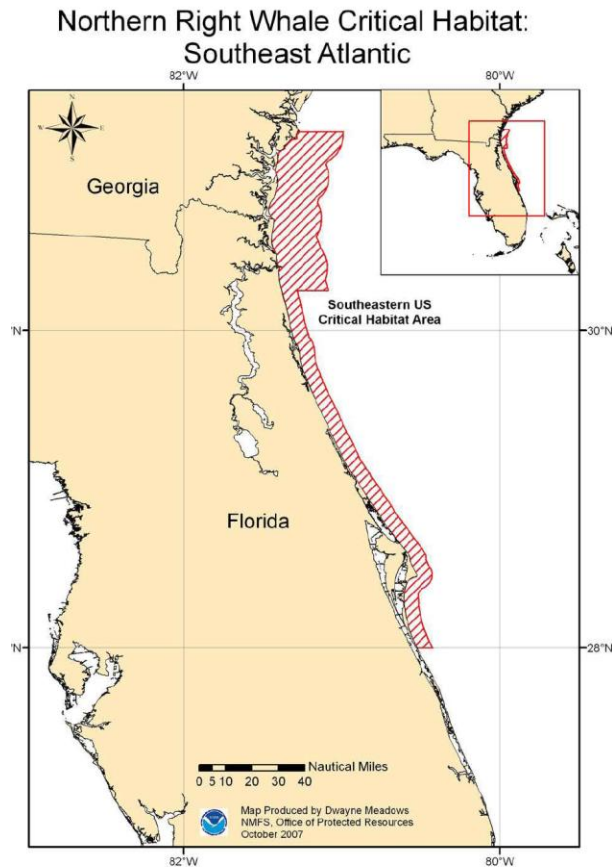 Northern Right Whale Critical Habitat:
Southeast Atlantic
82°W
80°W
N
W
E
S
Georgia
Southeastern US
Critical Habitat Area
'N
30°N
Florida
'N
28°N
Nautical Miles
0 5 10 20 30 40
Map Produced by Dwayne Meadows
NMFS, Office of Protected Resources
October 2007
82°W
80°W